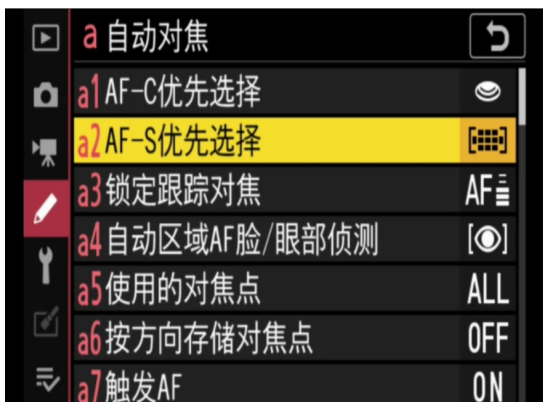 a 自动对焦
a1 AF-C优先选择
a2 AF-S优先选择
a3 锁定跟踪对焦 AF
a4 自动区域AF脸/眼部侦测
a5 使用的对焦点 ALL
a6 按方向存储对焦点 OFF
a7 触发AF ON